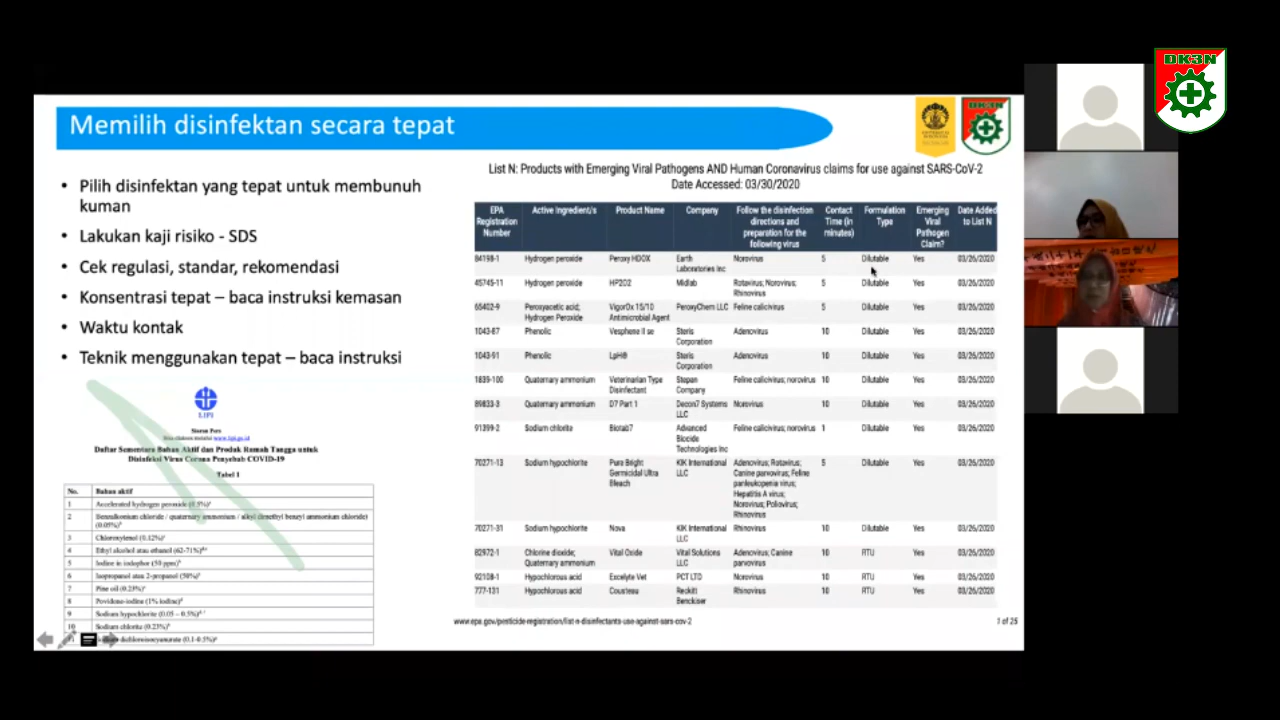 DK3N
Memilih disinfektan secara tepat
• Pilih disinfektan yang tepat untuk membunuh
kuman
• Lakukan kaji risiko - SDS
• Cek regulasi, standar, rekomendasi
• Konsentrasi tepat – baca instruksi kemasan
• Waktu kontak
• Teknik menggunakan tepat – baca instruksi
LIPI
Siaran Pers
www.lipi.go.id
Daftar Sementara Bahan Aktif dan Produk Rumah Tangga untuk
Disinfeksi Virus Corona Penyebab COVID-19
Tabel 1
No. Bahan aktif
1 Accelerated hydrogen peroxide (0.5%)
2 Benzalkonium chloride / quaternary ammonium / alkyl dimethyl benzyl ammonium chloride)
(0.05%)
3 Chloroxylenol (0.12%)
4 Ethyl alcohol atau ethanol (62-71%)
5 Iodine in iodophor (50 ppm)
6 Isopropanol atau 2-propanol (50%)
7 Pine oil (0.23%)
8 Povidone-iodine (1% iodine)
9 Sodium hypochlorite (0.05 – 0.5%)
10 Sodium chlorite (0.23%)
dichloroisocyanurate (0.1-0.5%)
List N: Products with Emerging Viral Pathogens AND Human Coronavirus claims for use against SARS-CoV-2
Date Accessed: 03/30/2020
EPA Active Ingredient/s Product Name Company Follow the disinfection Contact Formulation Emerging Date Added
Registration directions and Time (in Type Viral to List N
Number preparation for the minutes) Pathogen
following virus Claim?
84198-1 Hydrogen peroxide Peroxy HDOX Earth Norovirus 5 Dilutable Yes 03/26/2020
Laboratories Inc
45745-11 Hydrogen peroxide HP2O2 Midlab Rotavirus; Norovirus; 5 Dilutable Yes 03/26/2020
Rhinovirus
65402-9 Peroxyacetic acid; VigorOx 15/10 PeroxyChem LLC Feline calicivirus 5 Dilutable Yes 03/26/2020
Hydrogen Peroxide Antimicrobial Agent
1043-87 Phenolic Vesphene II se Steris Adenovirus 10 Dilutable Yes 03/26/2020
Corporation
1043-91 Phenolic LpH® Steris Adenovirus 10 Dilutable Yes 03/26/2020
Corporation
1839-100 Quaternary ammonium Veterinarian Type Stepan Feline calicivirus; norovirus 10 Dilutable Yes 03/26/2020
Disinfectant Company
89833-3 Quaternary ammonium D7 Part 1 Decon7 Systems Norovirus 10 Dilutable Yes 03/26/2020
LLC
91399-2 Sodium chlorite Biotab7 Advanced Feline calicivirus; norovirus 1 Dilutable Yes 03/26/2020
Biocide
Technologies Inc
70271-13 Sodium hypochlorite Pure Bright KIK International Adenovirus; Rotavirus; 5 Dilutable Yes 03/26/2020
Germicidal Ultra LLC Canine parvovirus; Feline
Bleach panleukopenia virus;
Hepatitis A virus;
Norovirus; Poliovirus;
Rhinovirus
70271-31 Sodium hypochlorite Nova KIK International Rhinovirus 10 Dilutable Yes 03/26/2020
LLC
82972-1 Chlorine dioxide; Vital Oxide Vital Solutions Adenovirus; Canine 10 RTU Yes 03/26/2020
Quaternary ammonium LLC parvovirus
92108-1 Hypochlorous acid Excelyte Vet PCT LTD Norovirus 10 RTU Yes 03/26/2020
777-131 Hypochlorous acid Cousteau Reckitt Rhinovirus 10 RTU Yes 03/26/2020
Benckiser
www.epa.gov/pesticide-registration/list-n-disinfectants-use-against-sars-cov-2
1 of 25